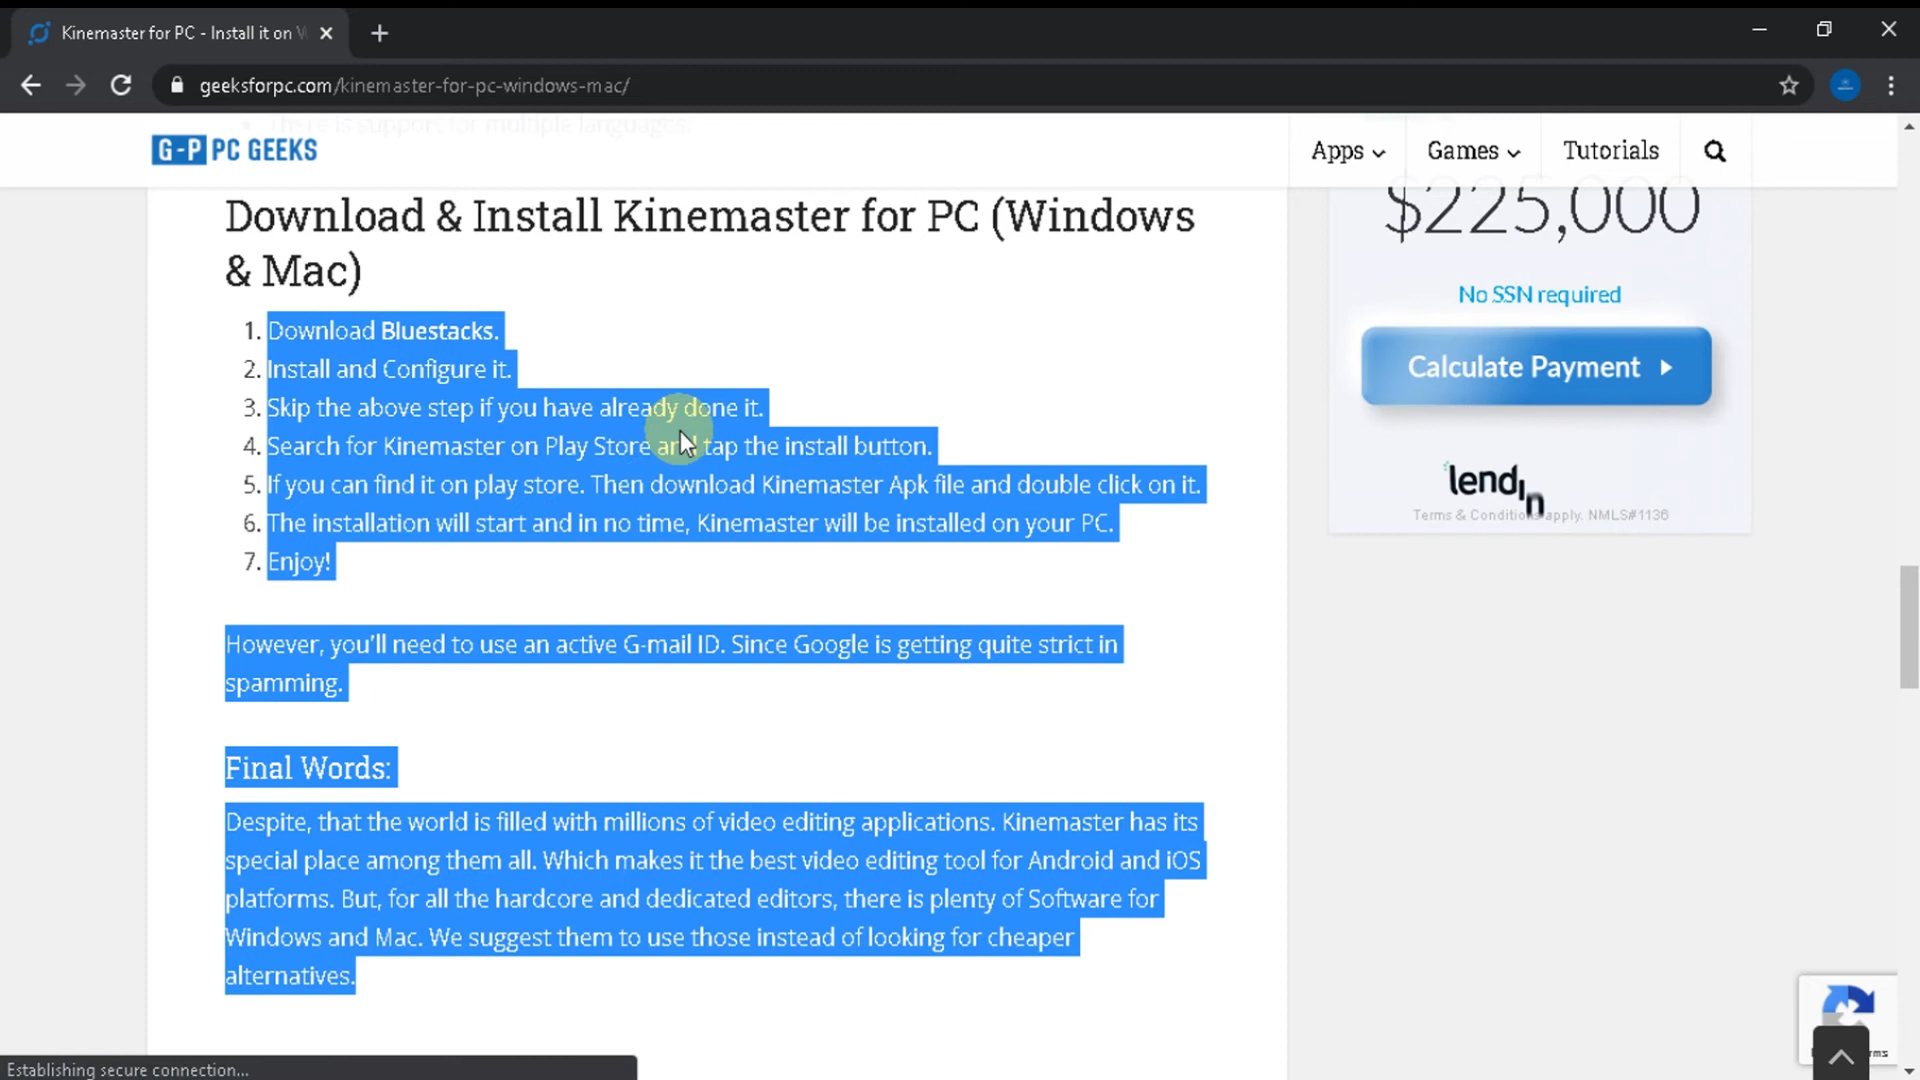 Kinemaster for PC - Install it on W
geeksforpc.com/kinemaster-for-pc-windows-mac/
There is support for multiple languages.
G-P PC GEEKS
Apps
Games
Tutorials
Download & Install Kinemaster for PC (Windows
& Mac)
1. Download Bluestacks.
2. Install and Configure it.
3. Skip the above step if you have already done it.
4. Search for Kinemaster on Play Store and tap the install button.
5. If you can find it on play store. Then download Kinemaster Apk file and double click on it.
6. The installation will start and in no time, Kinemaster will be installed on your PC.
7. Enjoy!
However, you’ll need to use an active G-mail ID. Since Google is getting quite strict in
spamming.
Final Words:
Despite, that the world is filled with millions of video editing applications. Kinemaster has its
special place among them all. Which makes it the best video editing tool for Android and iOS
platforms. But, for all the hardcore and dedicated editors, there is plenty of Software for
Windows and Mac. We suggest them to use those instead of looking for cheaper
alternatives.
$225,000
No SSN required
Calculate Payment
lendin
Terms & Conditions apply. NMLS#1136
Establishing secure connection...